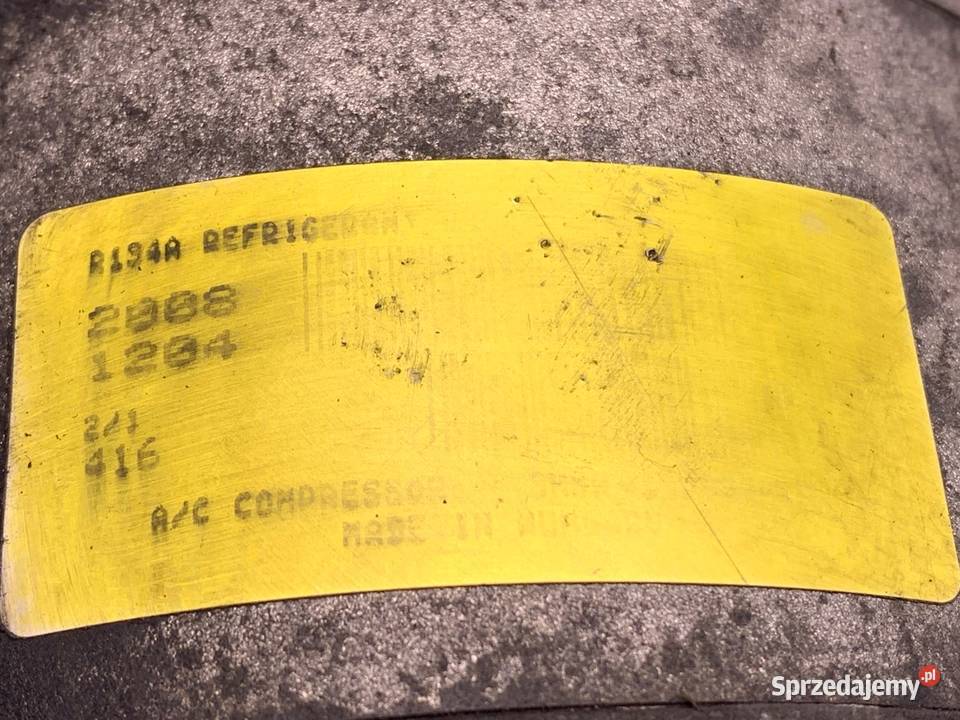 R134A REFRIGERANT
2008
1204
2/1
416
A/C COMPRESSOR
MADE IN
Sprzedajemy.pl